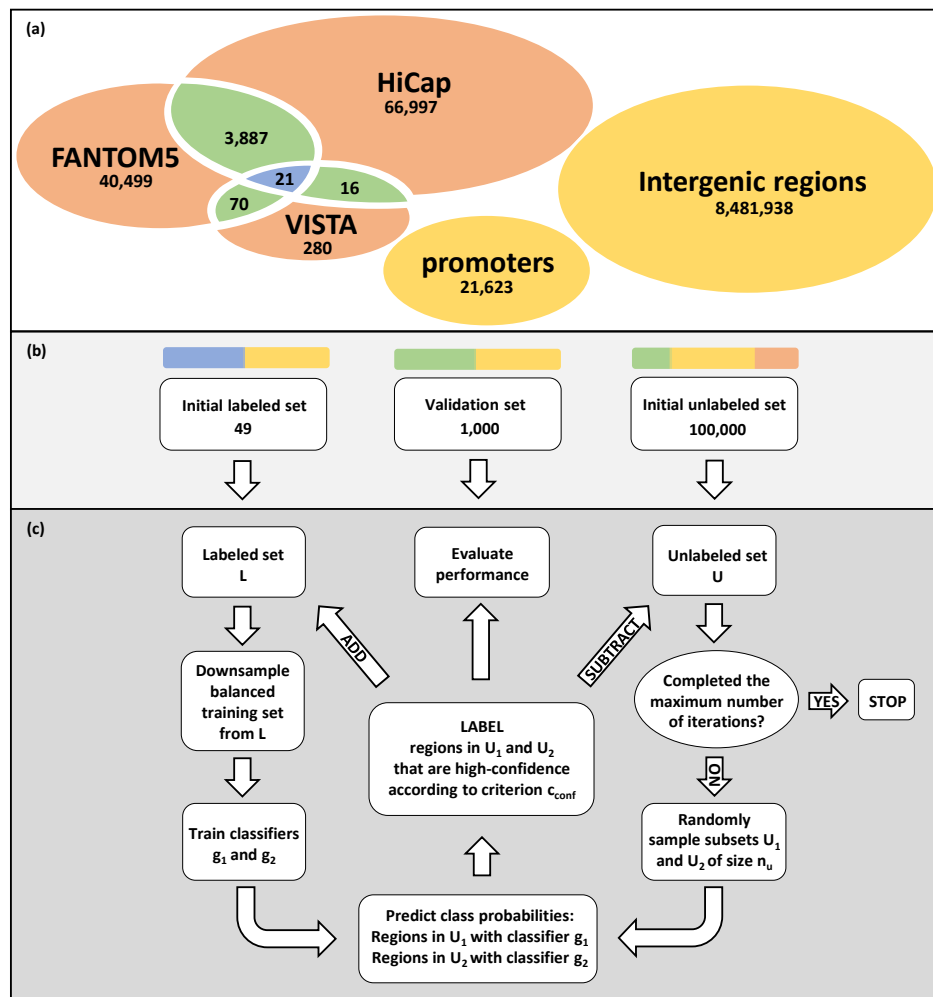 (a)
HiCap
66,997
3,887
FANTOM5
40,499
21
16
70
VISTA
280
Intergenic regions
8,481,938
promoters
21,623
(b)
Initial labeled set
49
Validation set
1,000
Initial unlabeled set
100,000
(c)
Labeled set
L
Evaluate
performance
Unlabeled set
U
ADD
SUBTRACT
Downsample
balanced
training set
from L
LABEL
regions in U₁ and U₂
that are high-confidence
according to criterion c_conf
Completed the
maximum number
of iterations?
YES
STOP
NO
Train classifiers
g₁ and g₂
Randomly
sample subsets U₁
and U₂ of size nᵤ
Predict class probabilities:
Regions in U₁ with classifier g₁
Regions in U₂ with classifier g₂